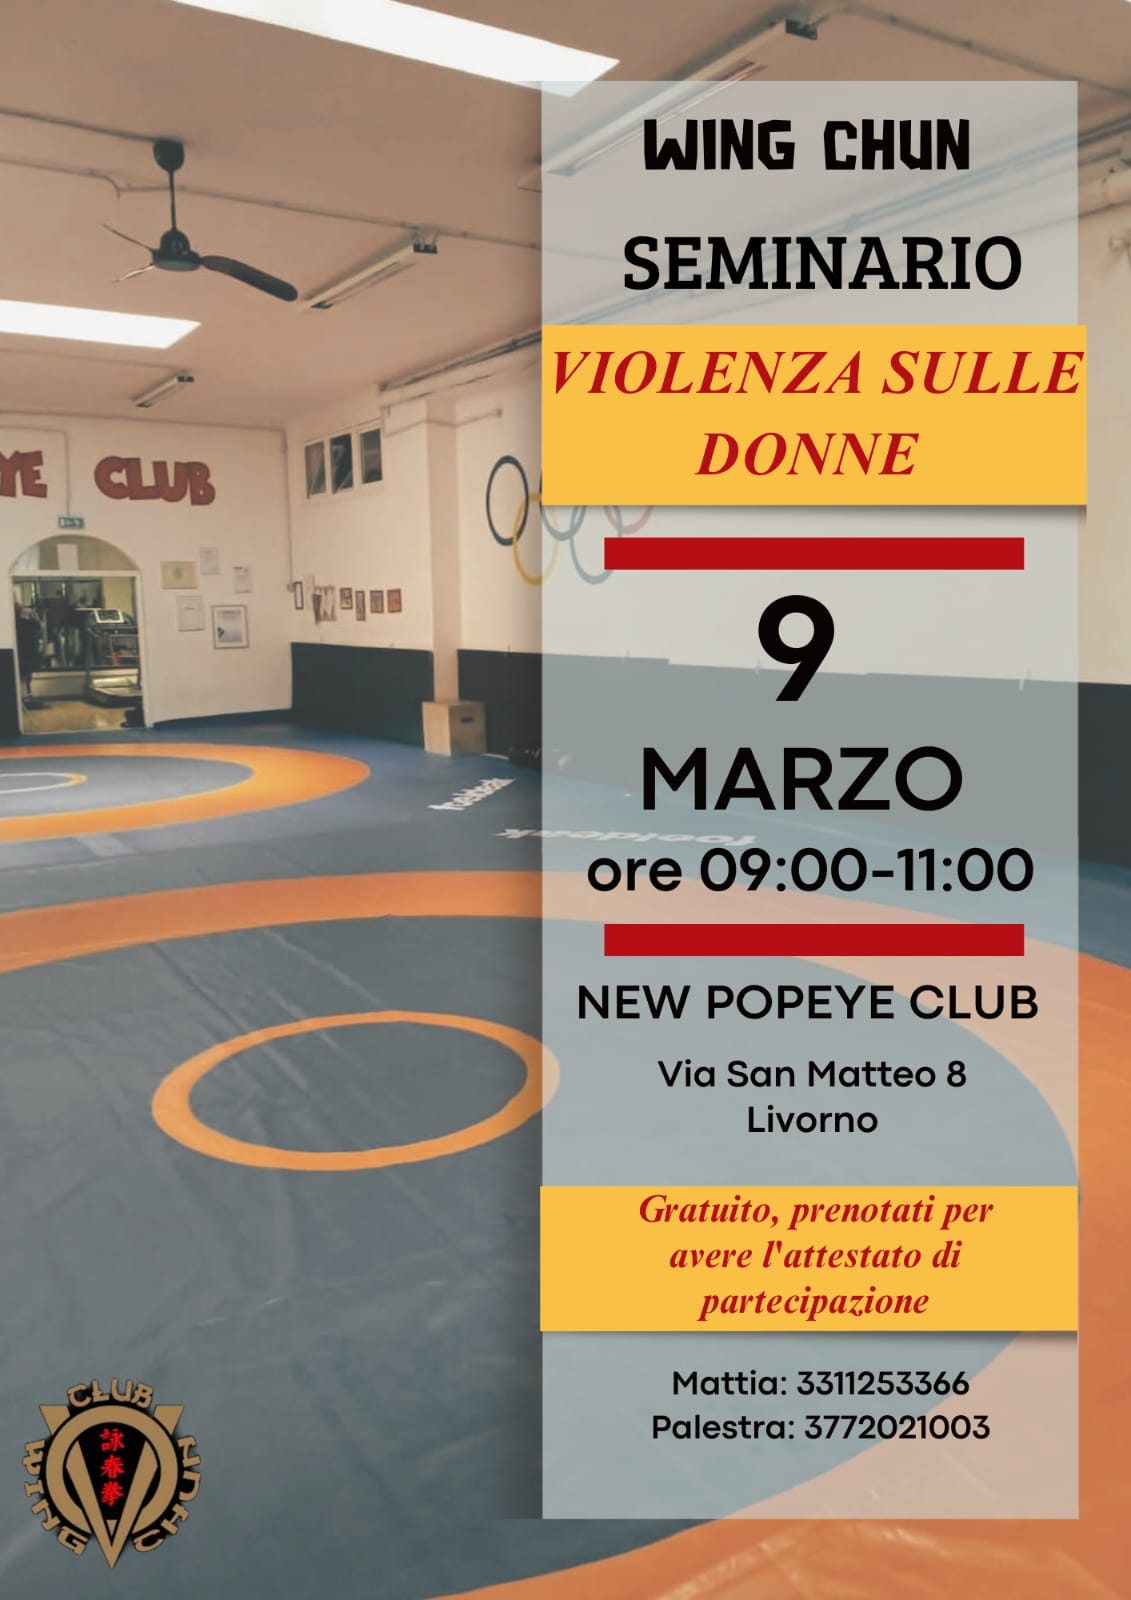 WING CHUN
SEMINARIO
VIOLENZA SULLE
DONNE
9
MARZO
ore 09:00-11:00
NEW POPEYE CLUB
Via San Matteo 8
Livorno
Gratuito, prenotati per
avere l'attestato di
partecipazione
Mattia: 3311253366
Palestra: 3772021003
YE CLUB
CLUB
WING
CHUN
詠春拳